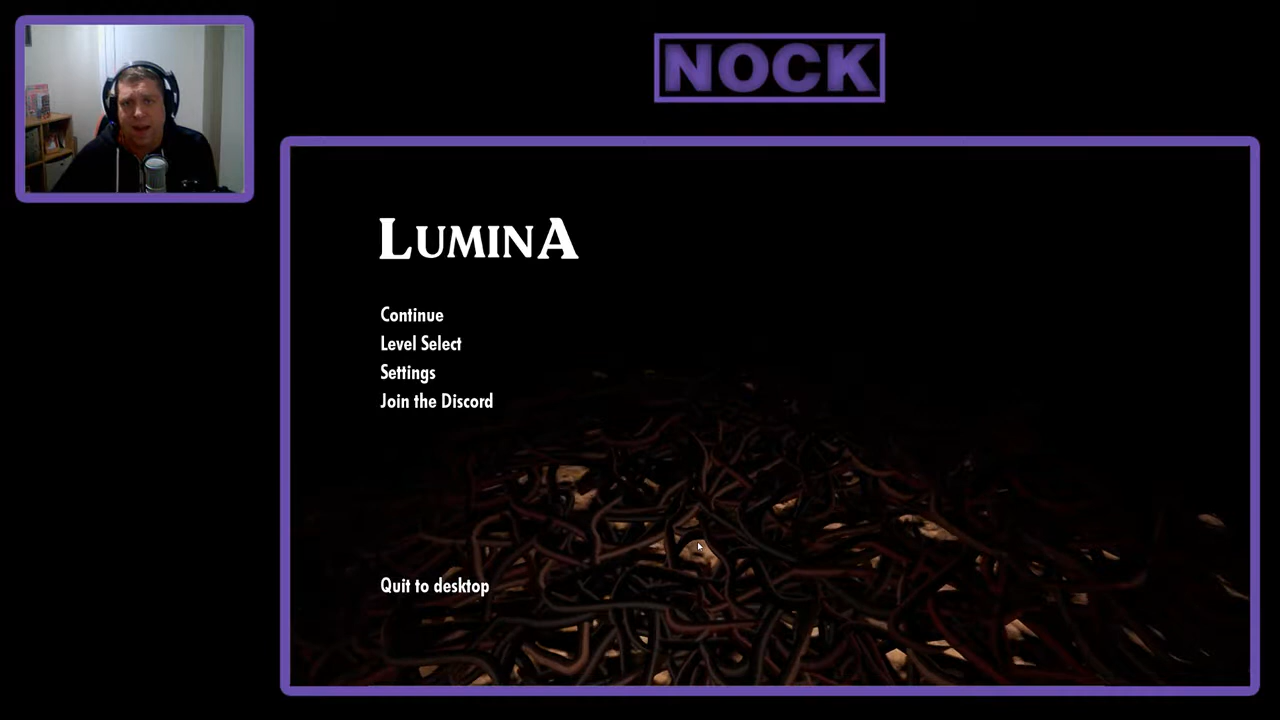 NOCK
LUMINA
Continue
Level Select
Settings
Join the Discord
Quit to desktop